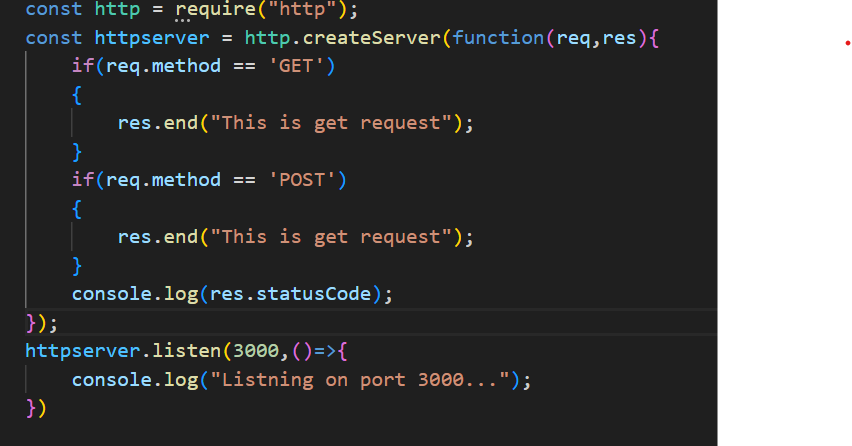 const http = require("http");
const httpserver = http.createServer(function(req,res){
    if(req.method == 'GET')
    {
        res.end("This is get request");
    }
    if(req.method == 'POST')
    {
        res.end("This is get request");
    }
    console.log(res.statusCode);
});
httpserver.listen(3000,()=>{
    console.log("Listning on port 3000...");
})